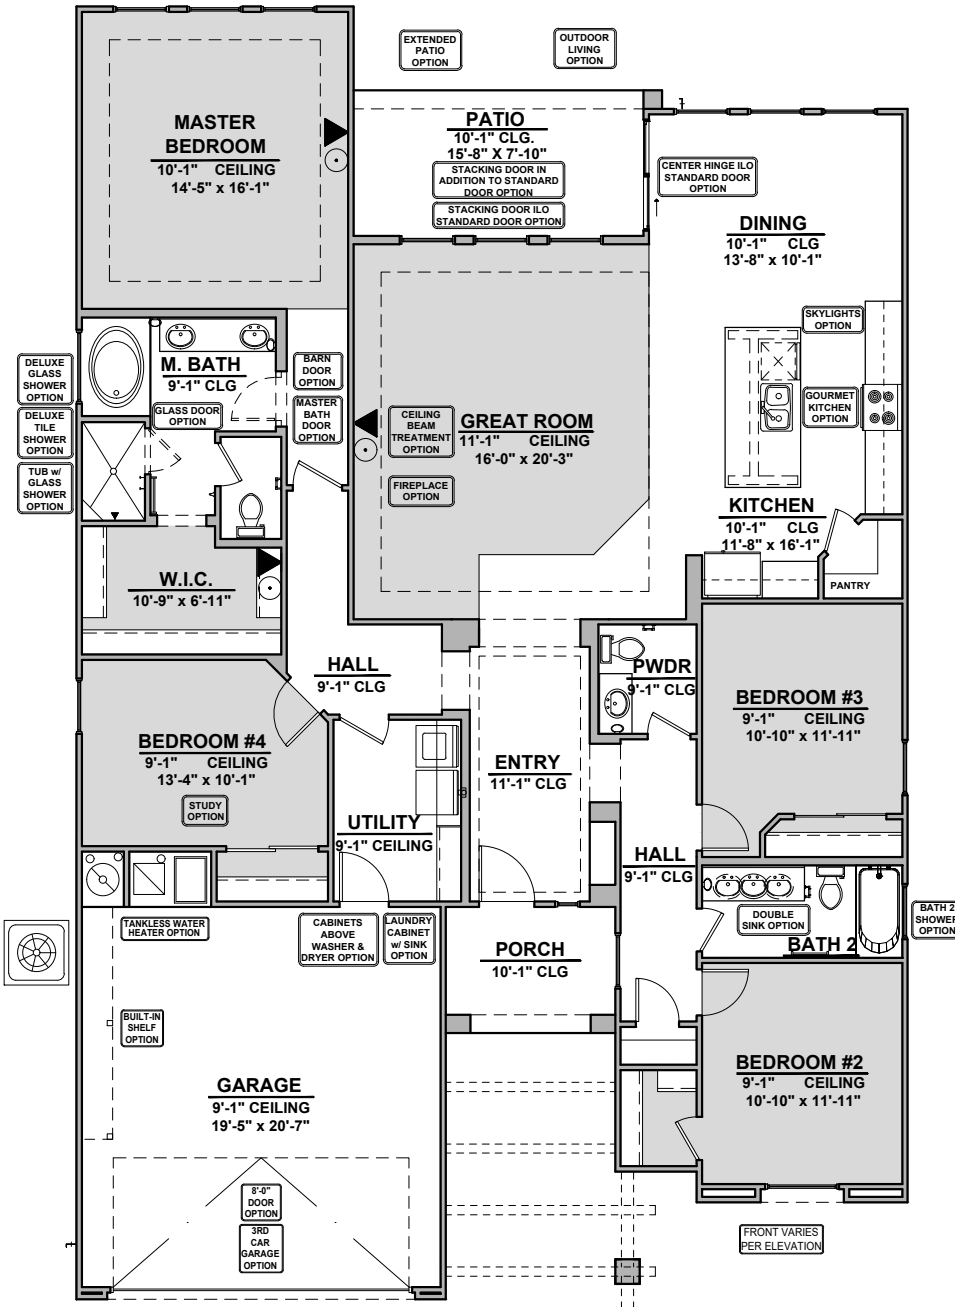 EXTENDED
PATIO
OPTION
OUTDOOR
LIVING
OPTION
MASTER
BEDROOM
10'-1" CEILING
14'-5" x 16'-1"
PATIO
10'-1" CLG.
15'-8" X 7'-10"
STACKING DOOR IN
ADDITION TO STANDARD
DOOR OPTION
STACKING DOOR ILO
STANDARD DOOR OPTION
CENTER HINGE ILO
STANDARD DOOR
OPTION
DINING
10'-1" CLG
13'-8" x 10'-1"
SKYLIGHTS
OPTION
M. BATH
9'-1" CLG
DELUXE
GLASS
SHOWER
OPTION
DELUXE
TILE
SHOWER
OPTION
TUB w/
GLASS
SHOWER
OPTION
GLASS DOOR
OPTION
BARN
DOOR
OPTION
MASTER
BATH
DOOR
OPTION
CEILING
BEAM
TREATMENT
OPTION
FIREPLACE
OPTION
GREAT ROOM
11'-1" CEILING
16'-0" x 20'-3"
GOURMET
KITCHEN
OPTION
KITCHEN
10'-1" CLG
11'-8" x 16'-1"
PANTRY
W.I.C.
10'-9" x 6'-11"
HALL
9'-1" CLG
PWDR
9'-1" CLG
BEDROOM #3
9'-1" CEILING
10'-10" x 11'-11"
BEDROOM #4
9'-1" CEILING
13'-4" x 10'-1"
STUDY
OPTION
ENTRY
11'-1" CLG
UTILITY
9'-1" CEILING
HALL
9'-1" CLG
TANKLESS WATER
HEATER OPTION
CABINETS
ABOVE
WASHER &
DRYER OPTION
LAUNDRY
CABINET
w/ SINK
OPTION
DOUBLE
SINK OPTION
BATH 2
BATH 2
SHOWER
OPTION
PORCH
10'-1" CLG
BUILT-IN
SHELF
OPTION
GARAGE
9'-1" CEILING
19'-5" x 20'-7"
BEDROOM #2
9'-1" CEILING
10'-10" x 11'-11"
8'-0"
DOOR
OPTION
3RD
CAR
GARAGE
OPTION
FRONT VARIES
PER ELEVATION